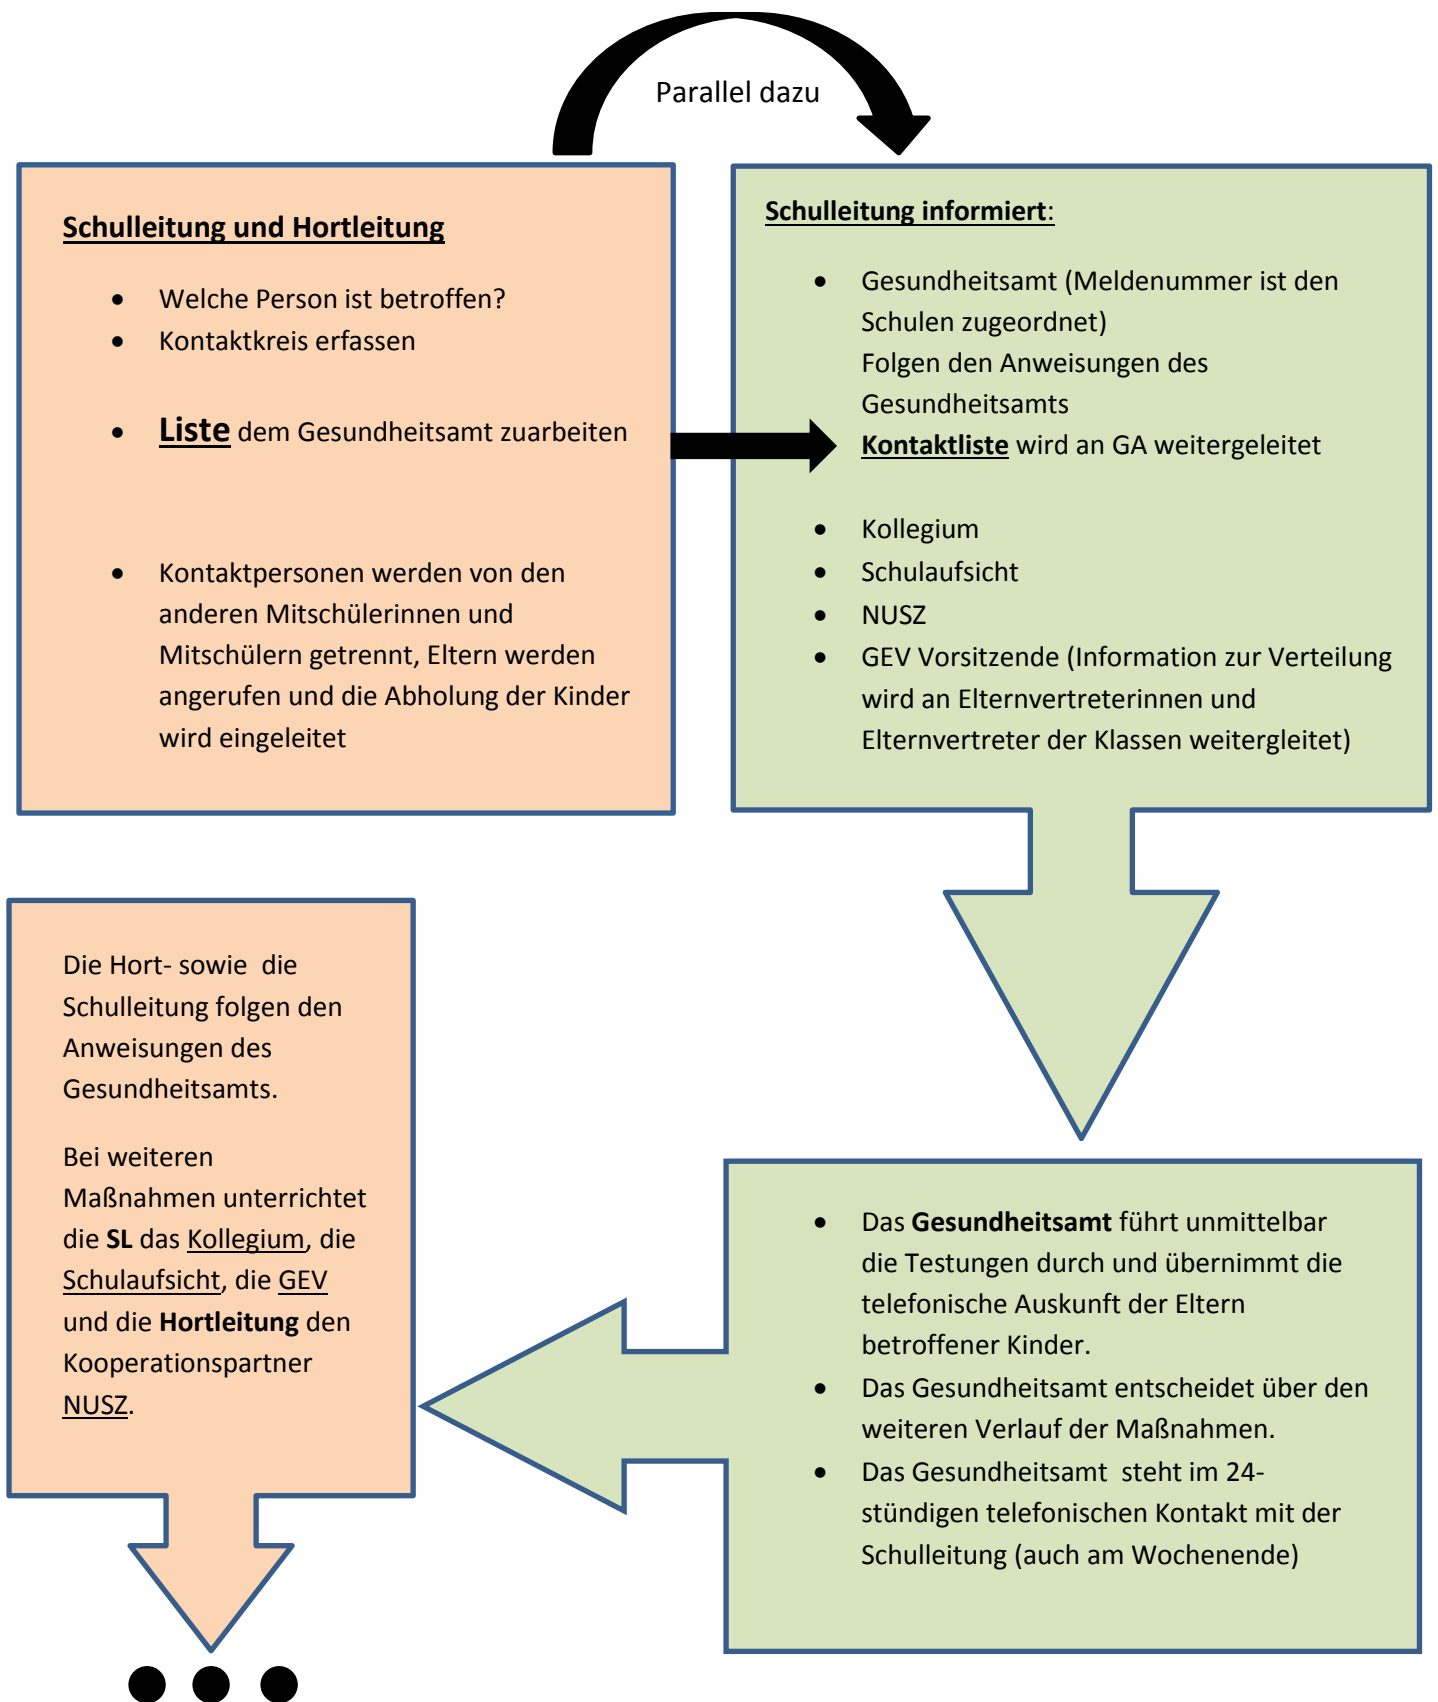 Parallel dazu
Schulleitung und Hortleitung
• Welche Person ist betroffen?
• Kontaktkreis erfassen
• Liste dem Gesundheitsamt zuarbeiten
• Kontaktpersonen werden von den
anderen Mitschülerinnen und
Mitschülern getrennt, Eltern werden
angerufen und die Abholung der Kinder
wird eingeleitet
Schulleitung informiert:
• Gesundheitsamt (Meldenummer ist den
Schulen zugeordnet)
Folgen den Anweisungen des
Gesundheitsamts
Kontaktliste wird an GA weitergeleitet
• Kollegium
• Schulaufsicht
• NUSZ
• GEV Vorsitzende (Information zur Verteilung
wird an Elternvertreterinnen und
Elternvertreter der Klassen weitergleitet)
• Das Gesundheitsamt führt unmittelbar
die Testungen durch und übernimmt die
telefonische Auskunft der Eltern
betroffener Kinder.
• Das Gesundheitsamt entscheidet über den
weiteren Verlauf der Maßnahmen.
• Das Gesundheitsamt steht im 24-
stündigen telefonischen Kontakt mit der
Schulleitung (auch am Wochenende)
Die Hort- sowie die
Schulleitung folgen den
Anweisungen des
Gesundheitsamts.
Bei weiteren
Maßnahmen unterrichtet
die SL das Kollegium, die
Schulaufsicht, die GEV
und die Hortleitung den
Kooperationspartner
NUSZ.